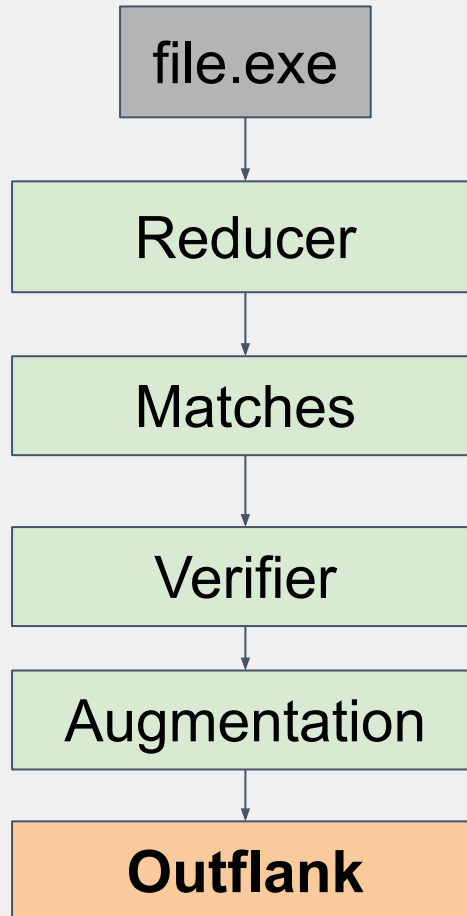 file.exe
Reducer
Matches
Verifier
Augmentation
Outflank